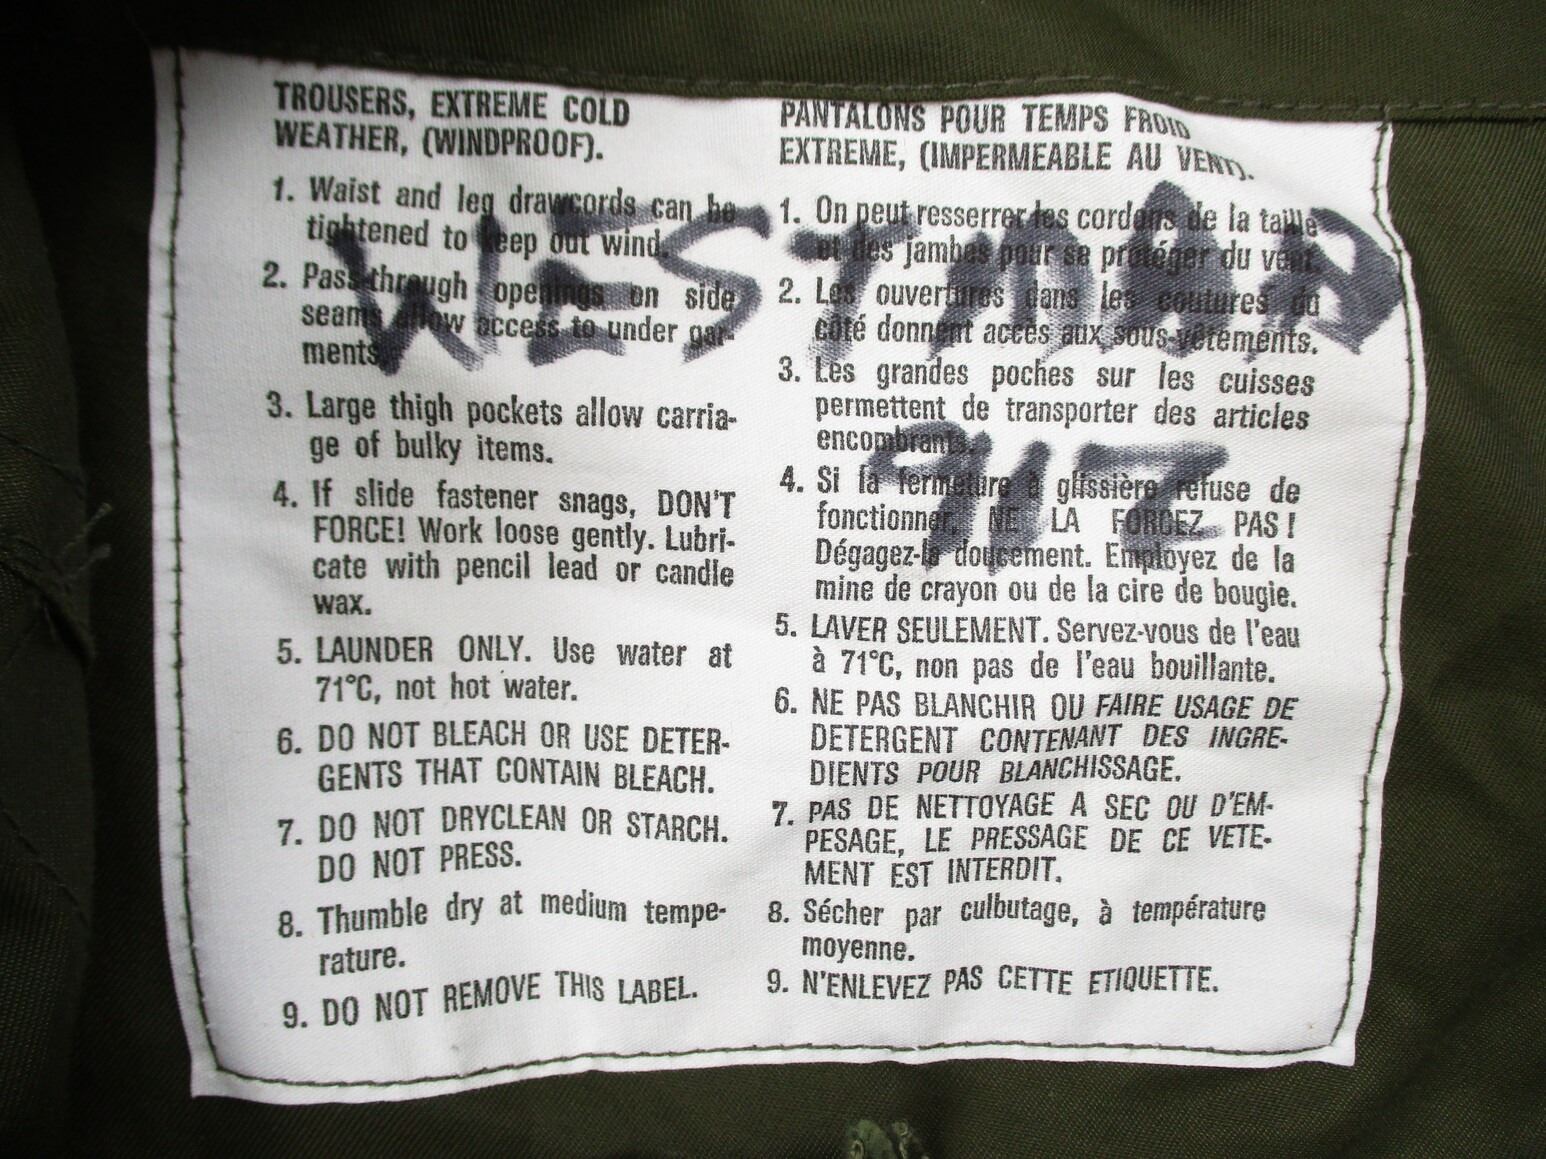 TROUSERS, EXTREME COLD
WEATHER, (WINDPROOF).
1. Waist and leg drawcords can be
tightened to keep out wind.
2. Pass-through openings on side
seams allow access to under gar-
ments.
3. Large thigh pockets allow carria-
ge of bulky items.
4. If slide fastener snags, DON'T
FORCE! Work loose gently. Lubri-
cate with pencil lead or candle
wax.
5. LAUNDER ONLY. Use water at
71°C, not hot water.
6. DO NOT BLEACH OR USE DETER-
GENTS THAT CONTAIN BLEACH.
7. DO NOT DRYCLEAN OR STARCH.
DO NOT PRESS.
8. Thumble dry at medium tempe-
rature.
9. DO NOT REMOVE THIS LABEL.
PANTALONS POUR TEMPS FROID
EXTREME, (IMPERMEABLE AU VENT).
1. On peut resserrer les cordons de la taille
et des jambes pour se protéger du vent.
2. Les ouvertures dans les coutures du
côté donnent accès aux sous-vêtements.
3. Les grandes poches sur les cuisses
permettent de transporter des articles
encombrants.
4. Si la fermeture à glissière refuse de
fonctionner, NE LA FORCEZ PAS!
Dégagez-la doucement. Employez de la
mine de crayon ou de la cire de bougie.
5. LAVER SEULEMENT. Servez-vous de l'eau
à 71°C, non pas de l'eau bouillante.
6. NE PAS BLANCHIR OU FAIRE USAGE DE
DETERGENT CONTENANT DES INGRE-
DIENTS POUR BLANCHISSAGE.
7. PAS DE NETTOYAGE A SEC OU D'EM-
PESAGE, LE PRESSAGE DE CE VETE-
MENT EST INTERDIT.
8. Sécher par culbutage, à température
moyenne.
9. N'ENLEVEZ PAS CETTE ETIQUETTE.
912